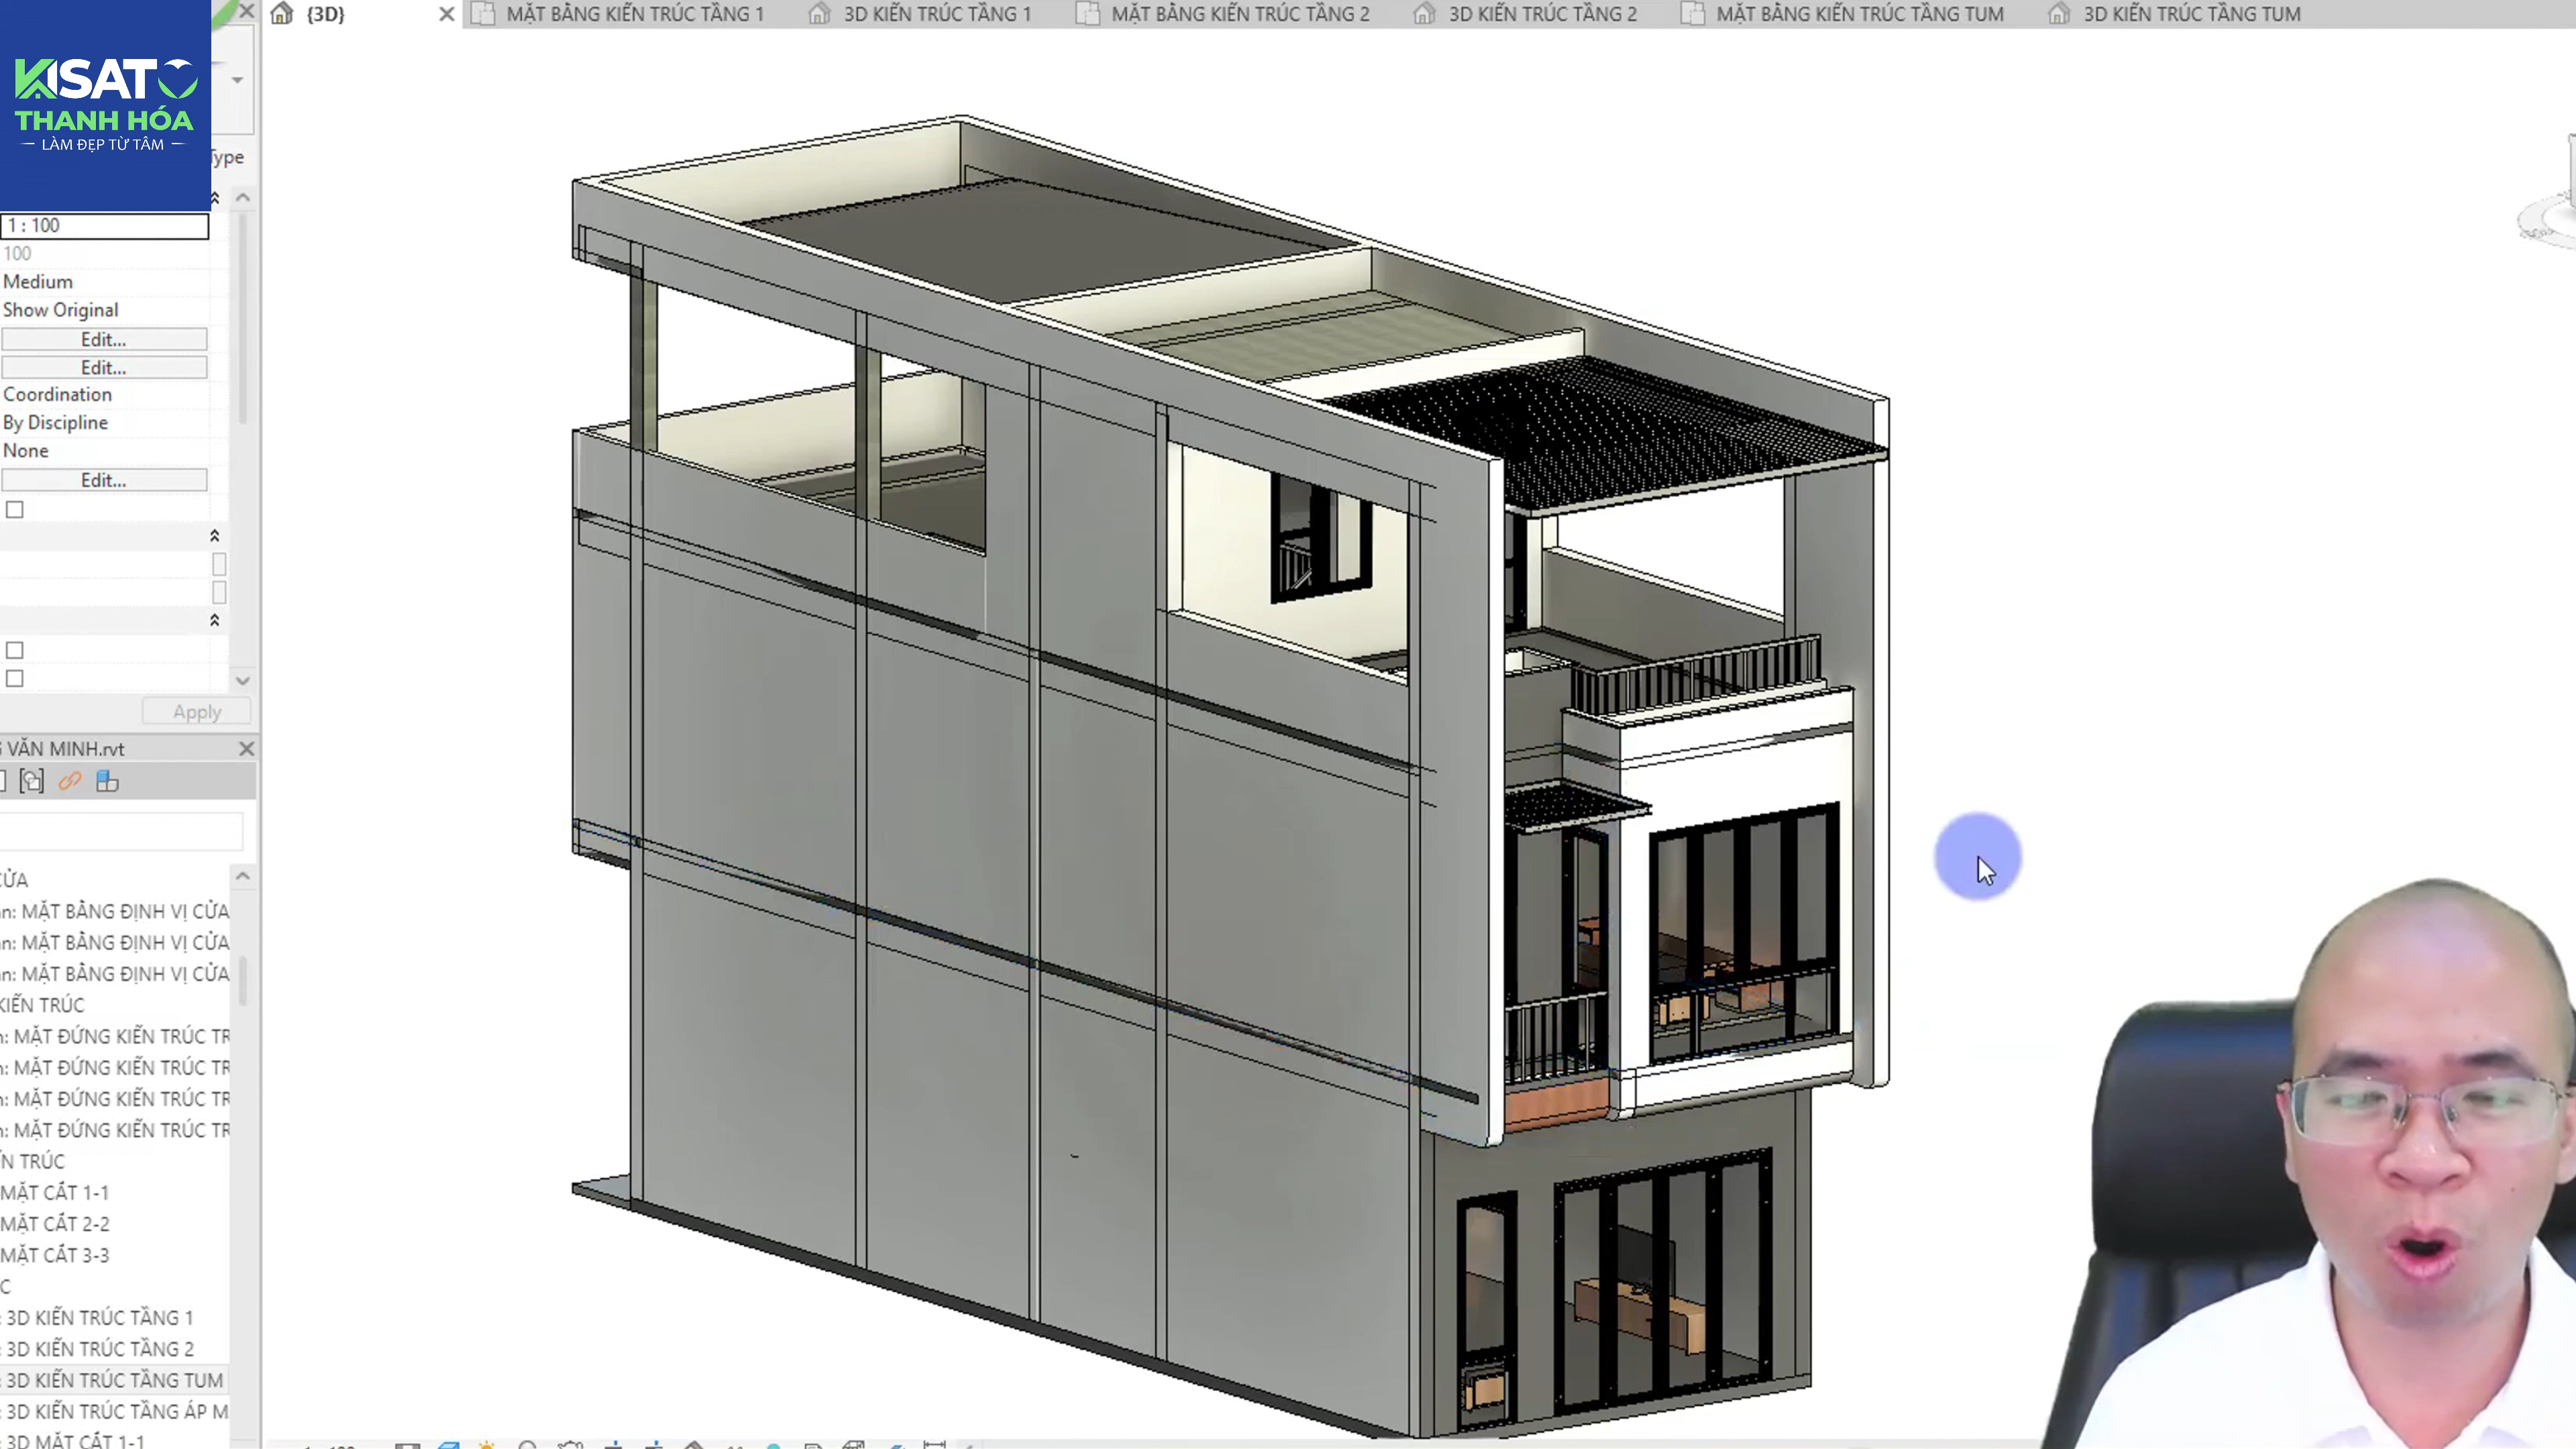 {3D}
MẶT BẰNG KIẾN TRÚC TẦNG 1
3D KIẾN TRÚC TẦNG 1
MẶT BẰNG KIẾN TRÚC TẦNG 2
3D KIẾN TRÚC TẦNG 2
MẶT BẰNG KIẾN TRÚC TẦNG TUM
3D KIẾN TRÚC TẦNG TUM
KISATO
THANH HÓA
LÀM ĐẸP TỪ TÂM
Type
1 : 100
100
Medium
Show Original
Edit...
Edit...
Coordination
By Discipline
None
Edit...
Apply
VĂN MINH.rvt
CỬA
n: MẶT BẰNG ĐỊNH VỊ CỬA
n: MẶT BẰNG ĐỊNH VỊ CỬA
n: MẶT BẰNG ĐỊNH VỊ CỬA
KIẾN TRÚC
: MẶT ĐỨNG KIẾN TRÚC TR
: MẶT ĐỨNG KIẾN TRÚC TR
: MẶT ĐỨNG KIẾN TRÚC TR
: MẶT ĐỨNG KIẾN TRÚC TR
N TRÚC
MẶT CẮT 1-1
MẶT CẮT 2-2
MẶT CẮT 3-3
C
: 3D KIẾN TRÚC TẦNG 1
: 3D KIẾN TRÚC TẦNG 2
: 3D KIẾN TRÚC TẦNG TUM
: 3D KIẾN TRÚC TẦNG ÁP M
: 3D MẶT CẮT 1-1